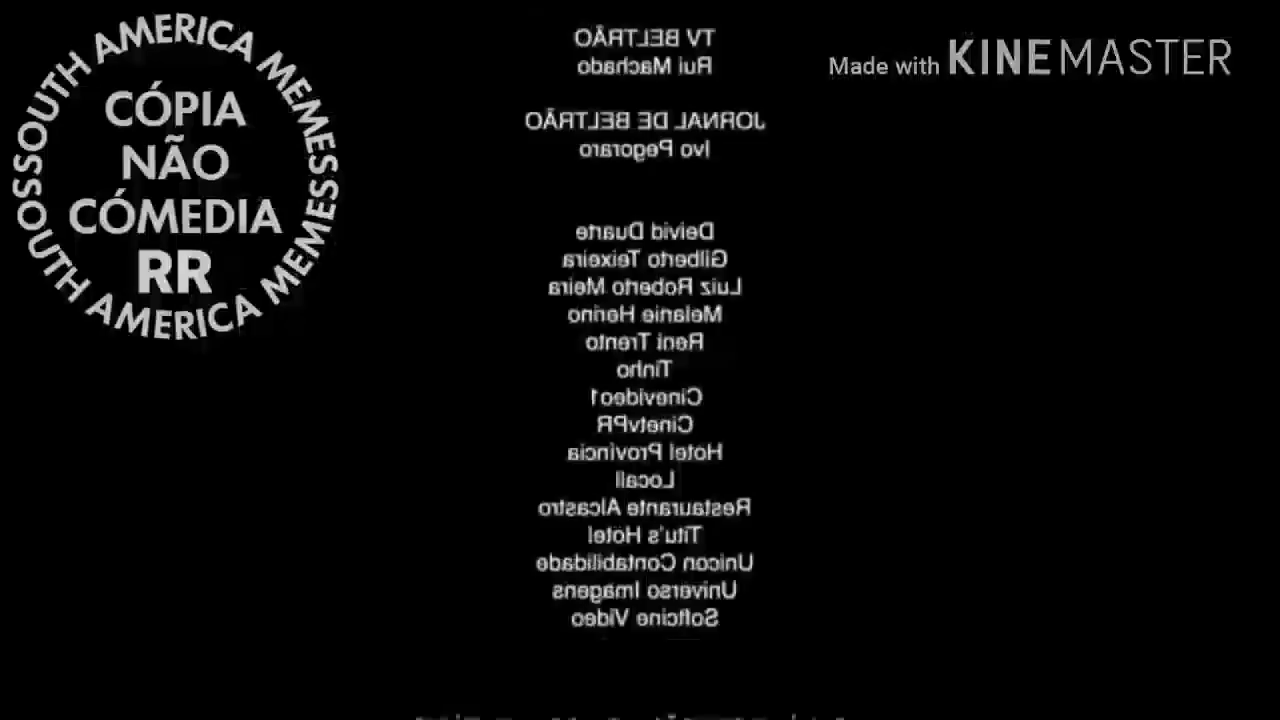 SOUTH AMERICA MEMES
CÓPIA
NÃO
CÓMEDIA
RR
SOUTH AMERICA MEMES
Made with KINEMASTER
TV BELTRÃO
Rui Machado
JORNAL DE BELTRÃO
Ivo Pegoraro
Deivid Duarte
Gilberto Teixeira
Luiz Roberto Meira
Melanie Herino
Reni Trento
Tinho
Cinevideo1
CinetvPR
Hotel Província
Locall
Restaurante Alcastro
Titu's Hotel
Unicon Contabilidade
Universo Imagens
Softcine Video